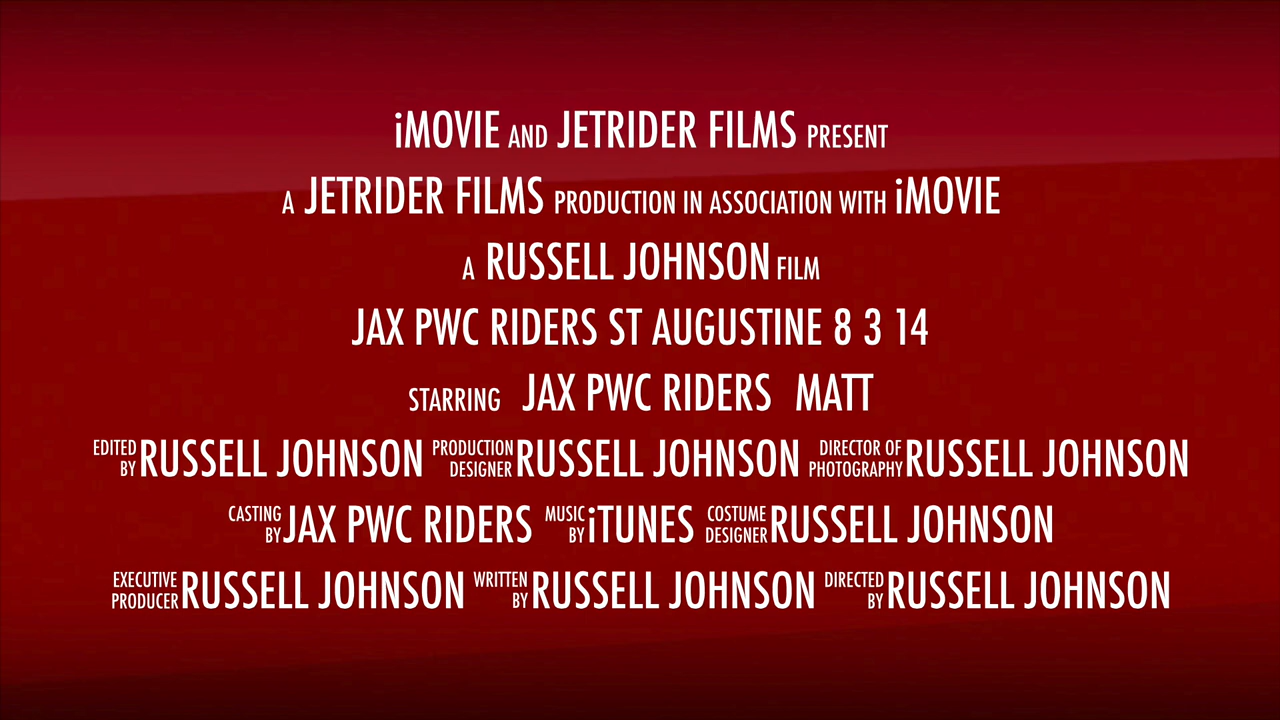 iMOVIE AND JETRIDER FILMS PRESENT
A JETRIDER FILMS PRODUCTION IN ASSOCIATION WITH iMOVIE
A RUSSELL JOHNSON FILM
JAX PWC RIDERS ST AUGUSTINE 8 3 14
STARRING JAX PWC RIDERS MATT
EDITED BY RUSSELL JOHNSON PRODUCTION DESIGNER RUSSELL JOHNSON DIRECTOR OF PHOTOGRAPHY RUSSELL JOHNSON
CASTING BY JAX PWC RIDERS MUSIC BY iTUNES COSTUME DESIGNER RUSSELL JOHNSON
EXECUTIVE PRODUCER RUSSELL JOHNSON WRITTEN BY RUSSELL JOHNSON DIRECTED BY RUSSELL JOHNSON